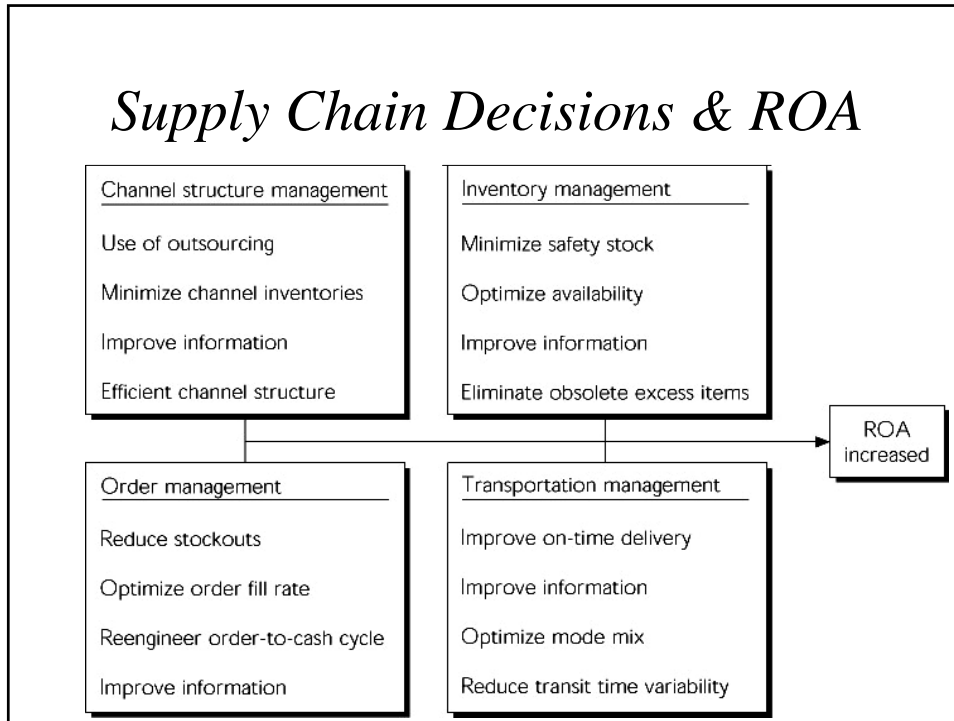 Supply Chain Decisions & ROA
Channel structure management
Use of outsourcing
Minimize channel inventories
Improve information
Efficient channel structure
Inventory management
Minimize safety stock
Optimize availability
Improve information
Eliminate obsolete excess items
ROA
increased
Order management
Reduce stockouts
Optimize order fill rate
Reengineer order-to-cash cycle
Improve information
Transportation management
Improve on-time delivery
Improve information
Optimize mode mix
Reduce transit time variability